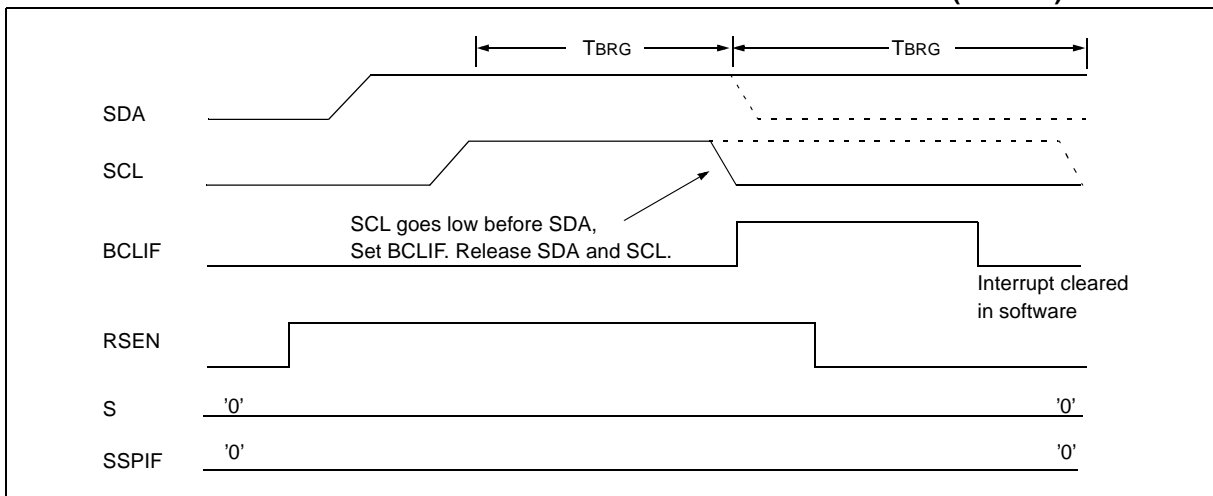 TBRG TBRG
SDA
SCL
SCL goes low before SDA,
Set BCLIF. Release SDA and SCL.
BCLIF
Interrupt cleared
in software
RSEN
S '0' '0'
SSPIF '0' '0'